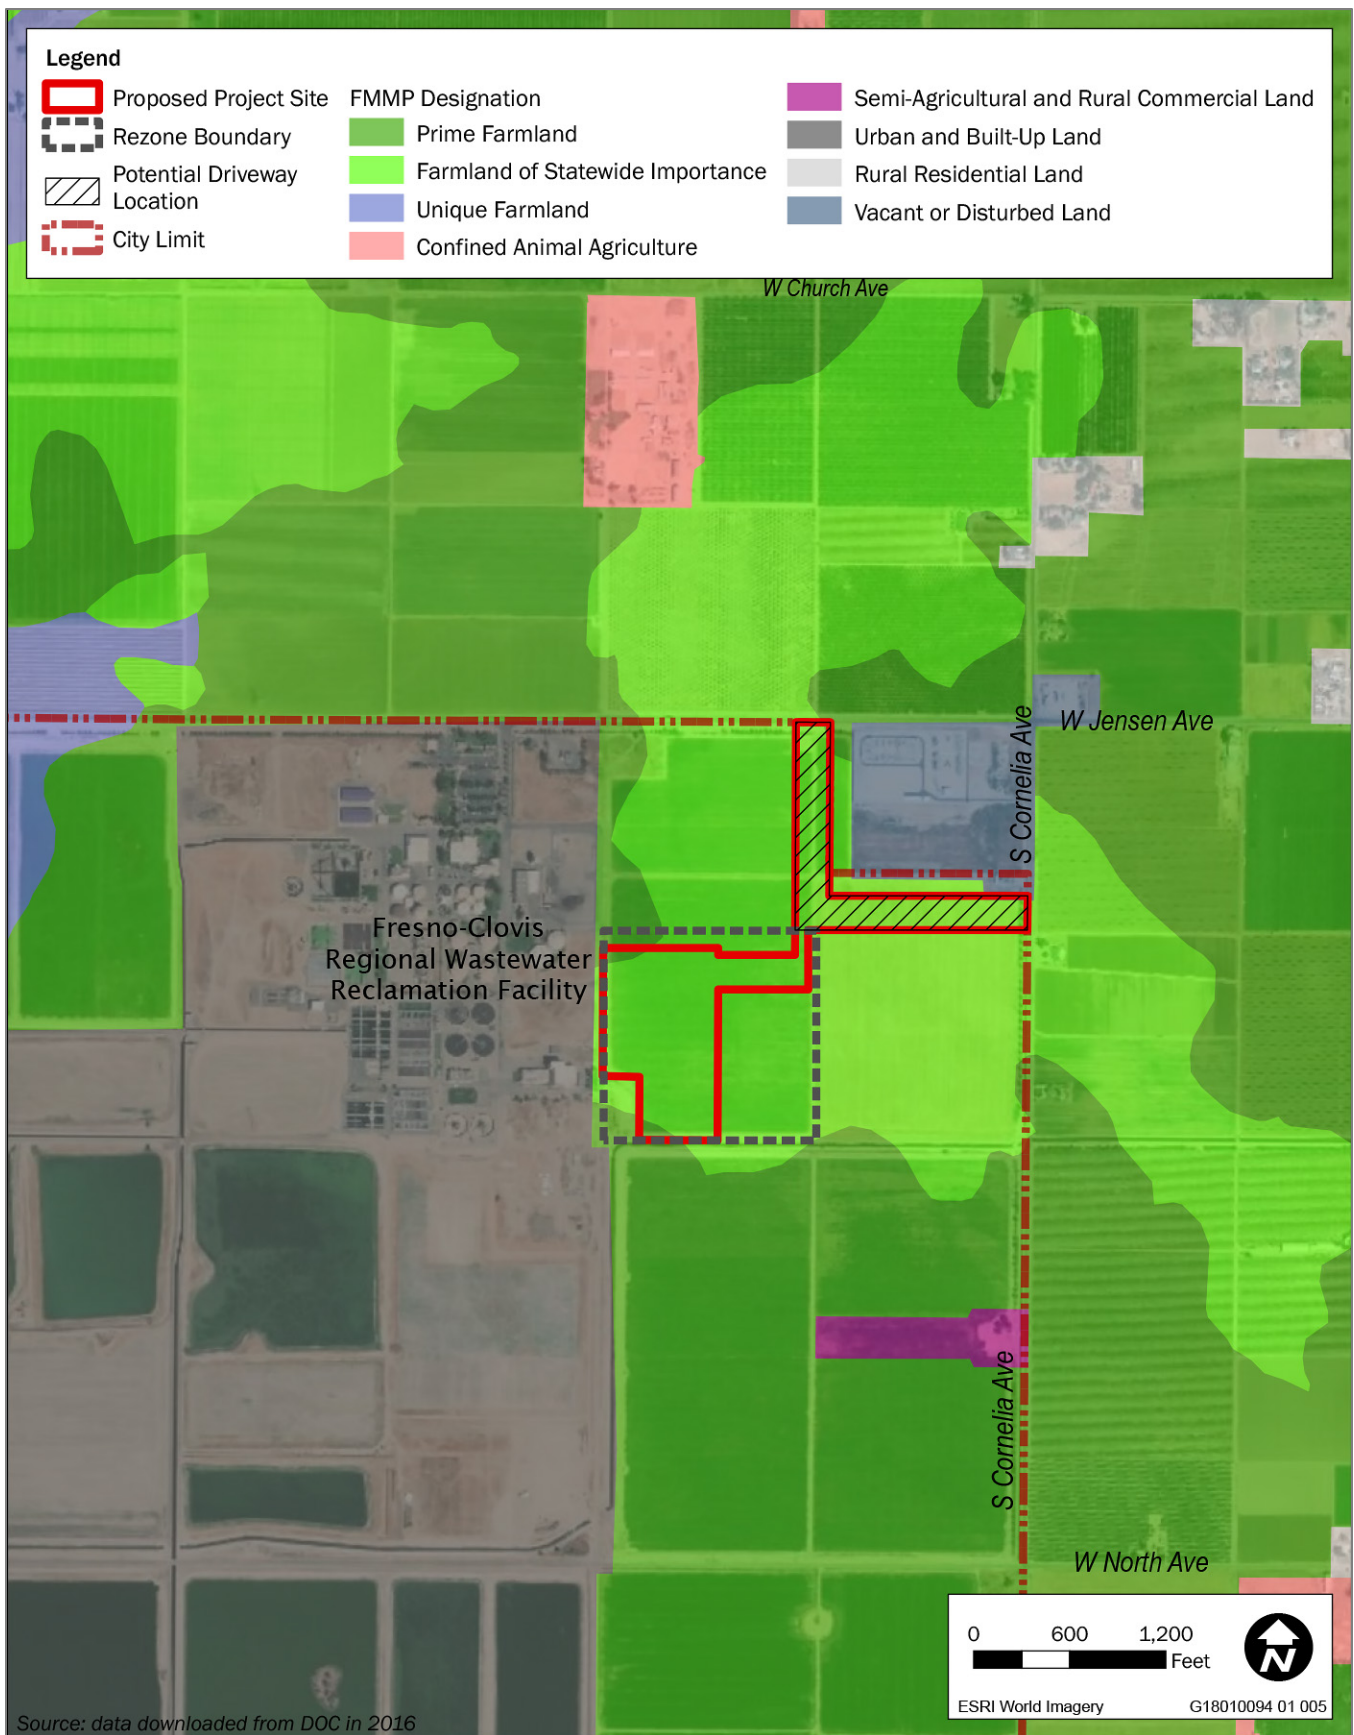 Legend
Proposed Project Site
Rezone Boundary
Potential Driveway
Location
City Limit
FMMP Designation
Prime Farmland
Farmland of Statewide Importance
Unique Farmland
Confined Animal Agriculture
Semi-Agricultural and Rural Commercial Land
Urban and Built-Up Land
Rural Residential Land
Vacant or Disturbed Land
W Church Ave
W Jensen Ave
S Cornelia Ave
Fresno-Clovis
Regional Wastewater
Reclamation Facility
S Cornelia Ave
W North Ave
0 600 1,200
Feet
N
ESRI World Imagery G18010094 01 005
Source: data downloaded from DOC in 2016